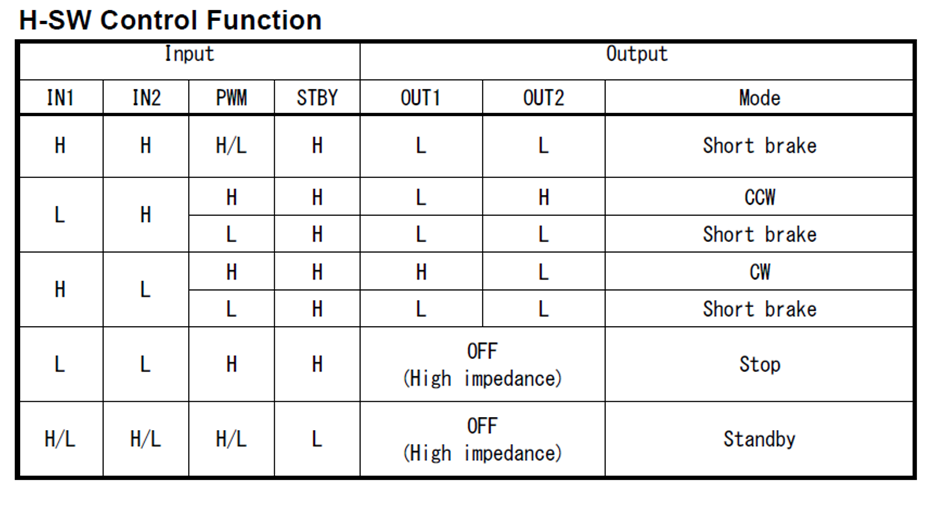 H-SW Control Function
Input Output
IN1 IN2 PWM STBY OUT1 OUT2 Mode
H H H/L H L L Short brake
L H H H L H CCW
L H L L Short brake
H L H H H L CW
L H L L Short brake
L L H H OFF
(High impedance) Stop
H/L H/L H/L L OFF
(High impedance) Standby